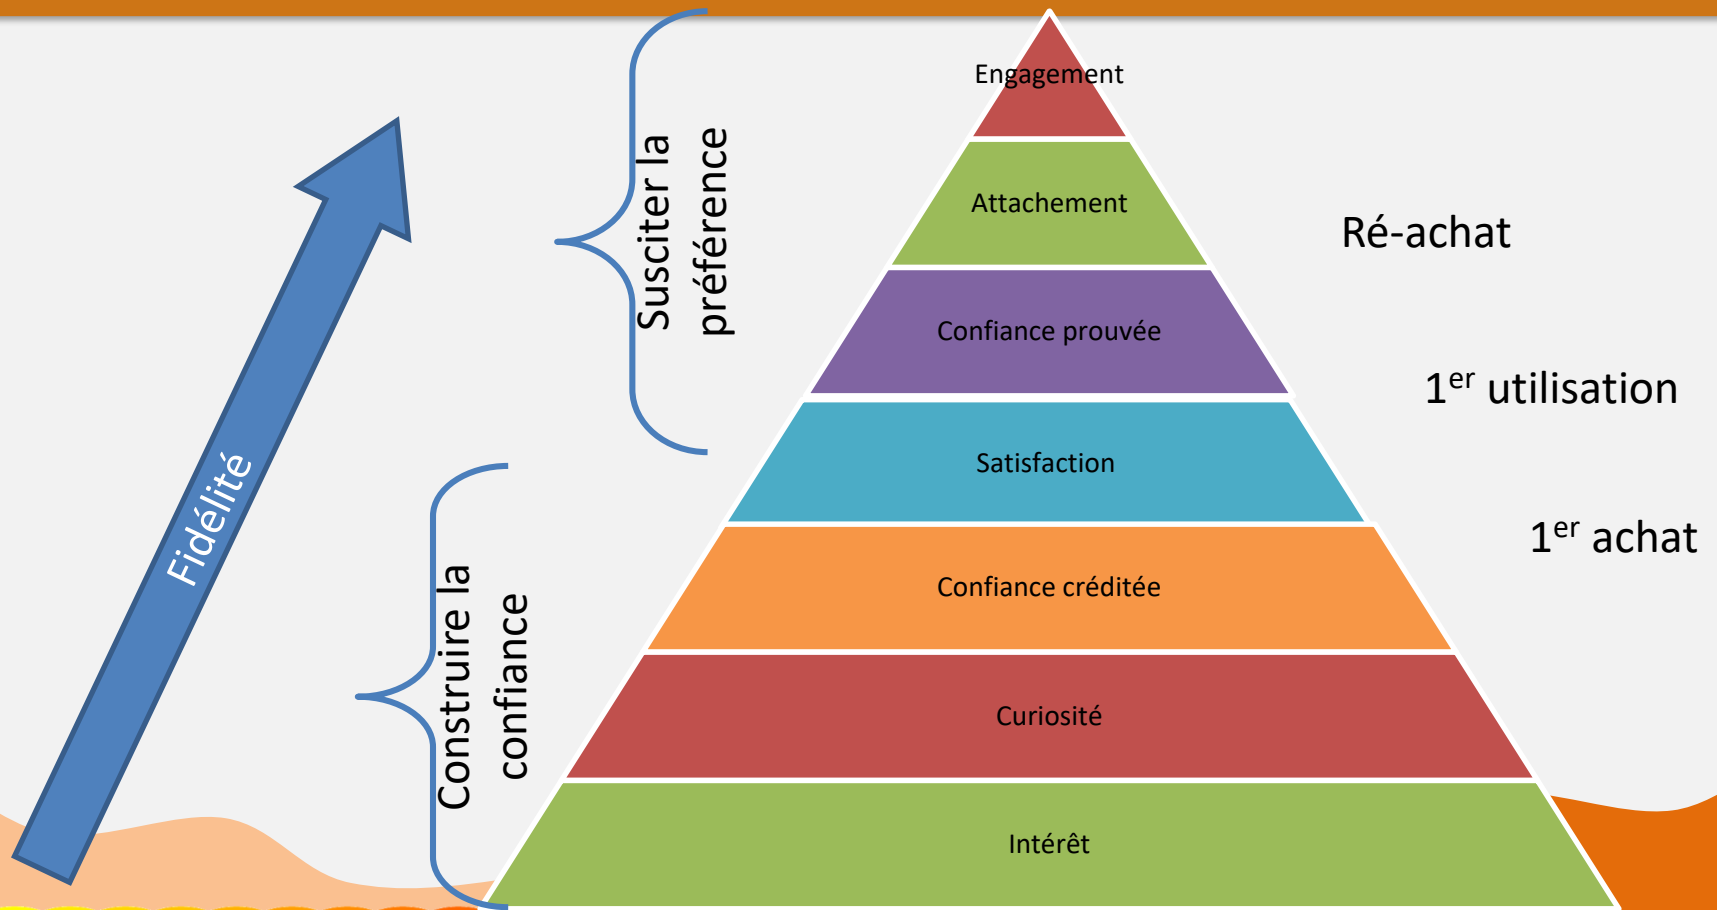 Engagement
Attachement
Confiance prouvée
Satisfaction
Confiance créditée
Curiosité
Intérêt
Susciter la
préférence
Construire la
confiance
Fidélité
Ré-achat
1er utilisation
1er achat